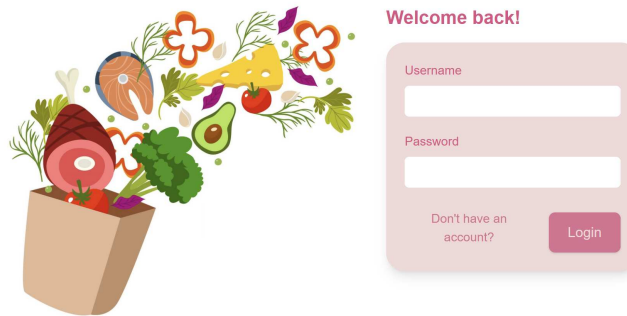 Welcome back!
Username
Password
Don't have an
account?
Login